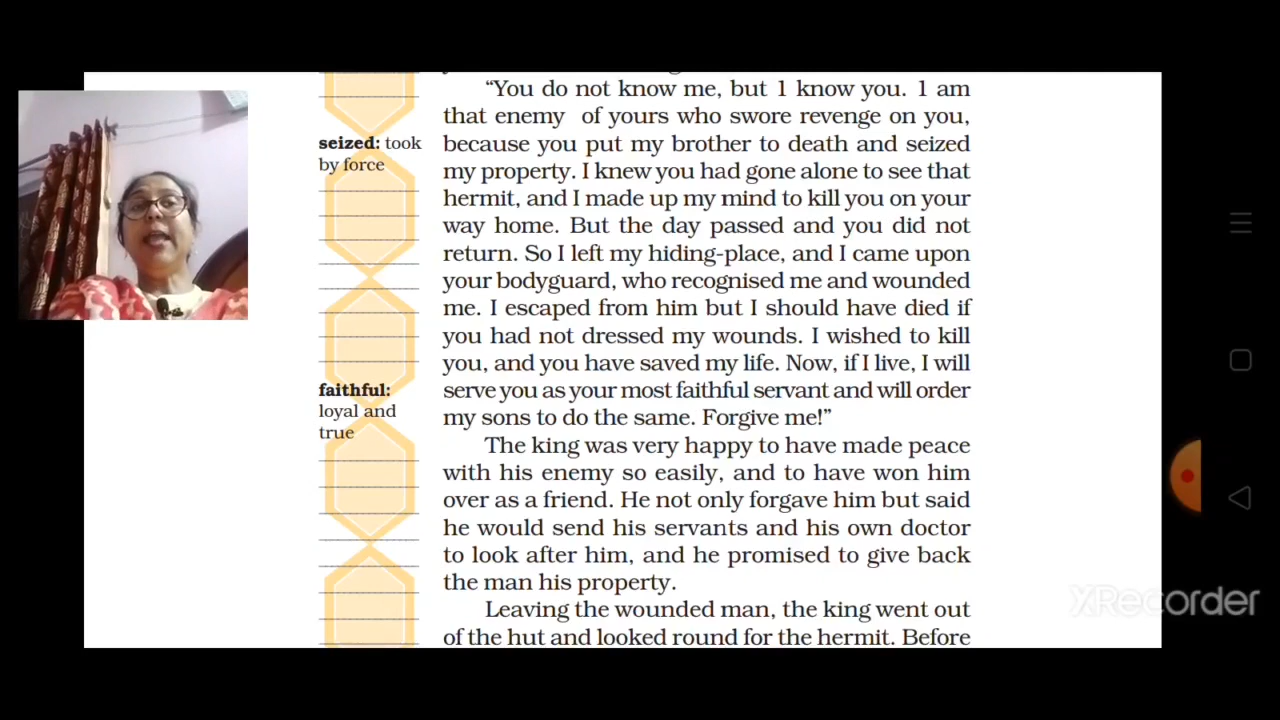 "You do not know me, but 1 know you. 1 am
that enemy of yours who swore revenge on you,
because you put my brother to death and seized
my property. I knew you had gone alone to see that
hermit, and I made up my mind to kill you on your
way home. But the day passed and you did not
return. So I left my hiding-place, and I came upon
your bodyguard, who recognised me and wounded
me. I escaped from him but I should have died if
you had not dressed my wounds. I wished to kill
you, and you have saved my life. Now, if I live, I will
serve you as your most faithful servant and will order
my sons to do the same. Forgive me!"
The king was very happy to have made peace
with his enemy so easily, and to have won him
over as a friend. He not only forgave him but said
he would send his servants and his own doctor
to look after him, and he promised to give back
the man his property.
Leaving the wounded man, the king went out
of the hut and looked round for the hermit. Before
seized: took
by force
faithful:
loyal and
true
XRecorder